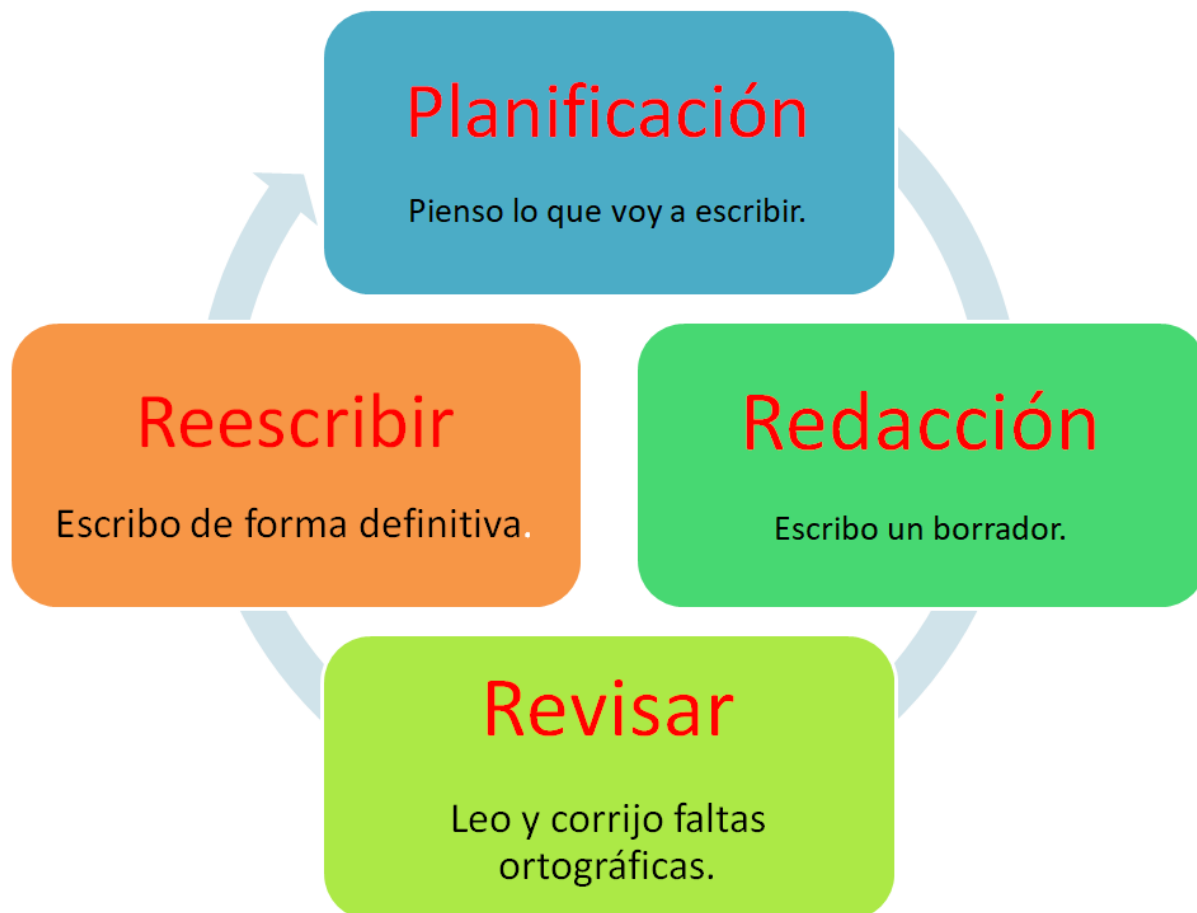 Planificación
Pienso lo que voy a escribir.
Redacción
Escribo un borrador.
Revisar
Leo y corrijo faltas
ortográficas.
Reescribir
Escribo de forma definitiva.